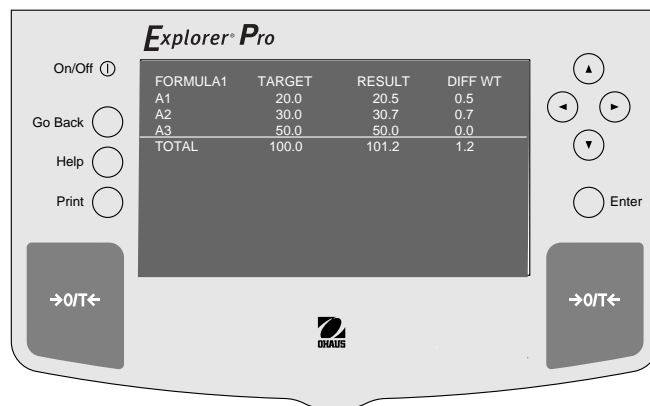 Explorer® Pro
On/Off
FORMULA1 TARGET RESULT DIFF WT
A1 20.0 20.5 0.5
A2 30.0 30.7 0.7
A3 50.0 50.0 0.0
TOTAL 100.0 101.2 1.2
Go Back
Help
Print
Enter
→0/T←
→0/T←
OHAUS